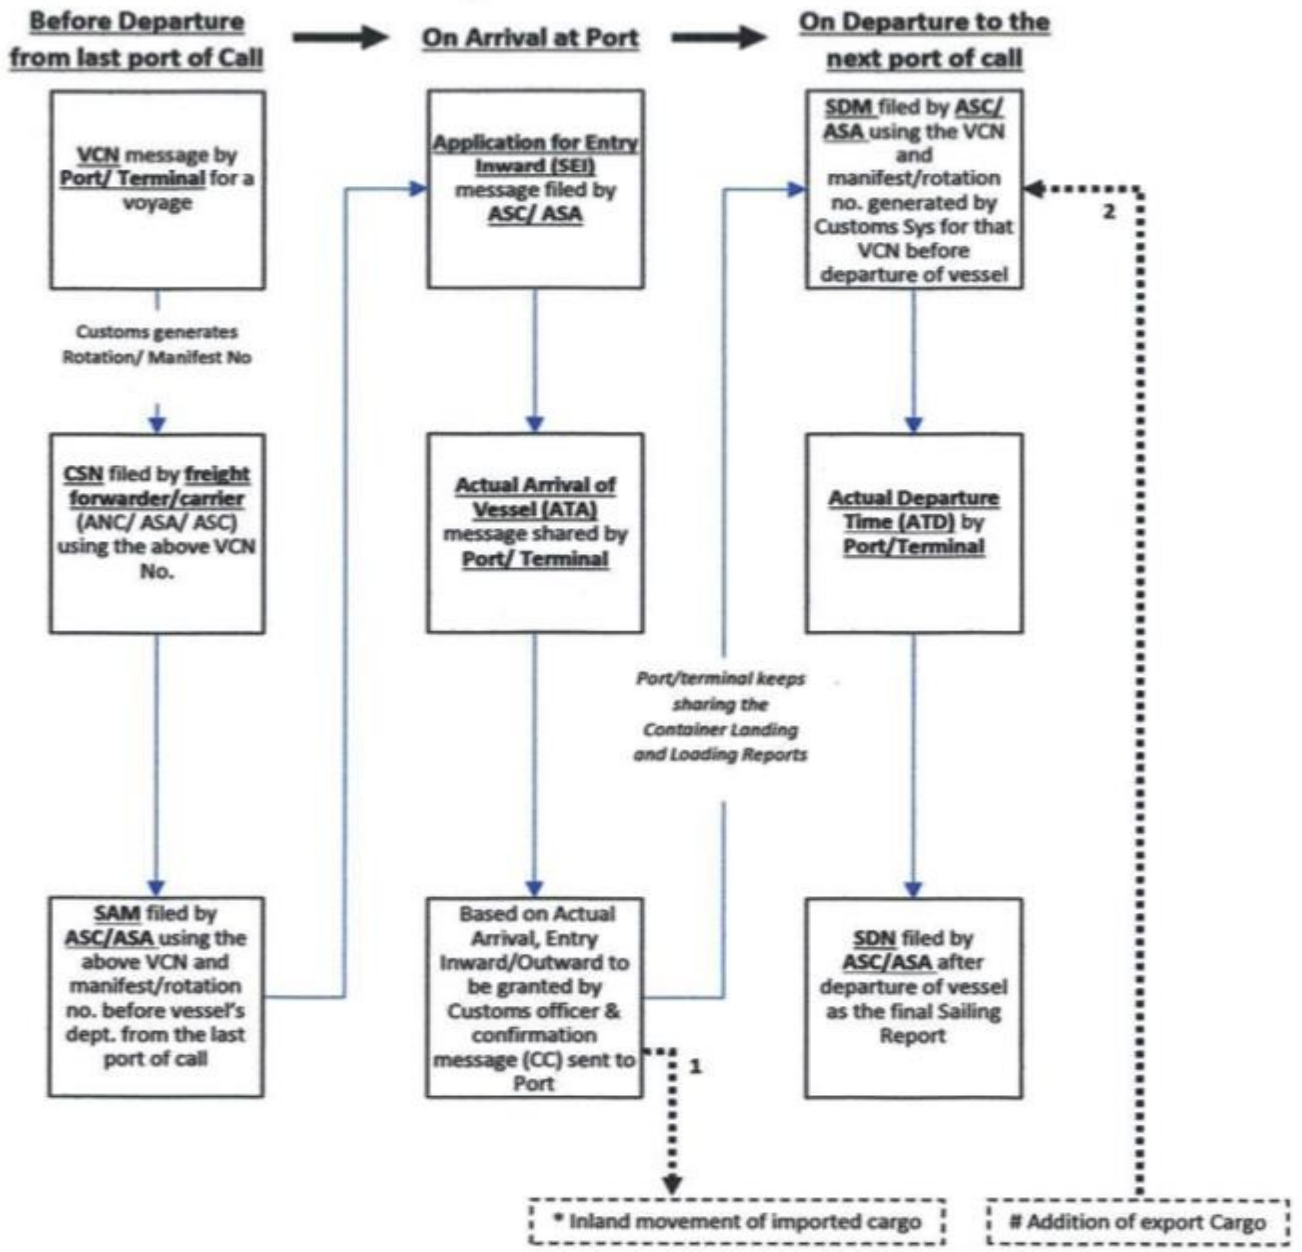 Before Departure
from last port of Call
On Arrival at Port
On Departure to the
next port of call
VCN message by
Port/ Terminal for a
voyage
Customs generates
Rotation/ Manifest No
CSN filed by freight
forwarder/carrier
(ANC/ ASA/ ASC)
using the above VCN
No.
SAM filed by
ASC/ASA using the
above VCN and
manifest/rotation
no. before vessel's
dept. from the last
port of call
Application for Entry
Inward (SEI)
message filed by
ASC/ ASA
Actual Arrival of
Vessel (ATA)
message shared by
Port/ Terminal
Based on Actual
Arrival, Entry
Inward/Outward to
be granted by
Customs officer &
confirmation
message (CC) sent to
Port
1
Port/terminal keeps
sharing the
Container Landing
and Loading Reports
SDM filed by ASC/
ASA using the VCN
and
manifest/rotation
no. generated by
Customs Sys for that
VCN before
departure of vessel
2
Actual Departure
Time (ATD) by
Port/Terminal
SDN filed by
ASC/ASA after
departure of vessel
as the final Sailing
Report
* Inland movement of imported cargo
# Addition of export Cargo